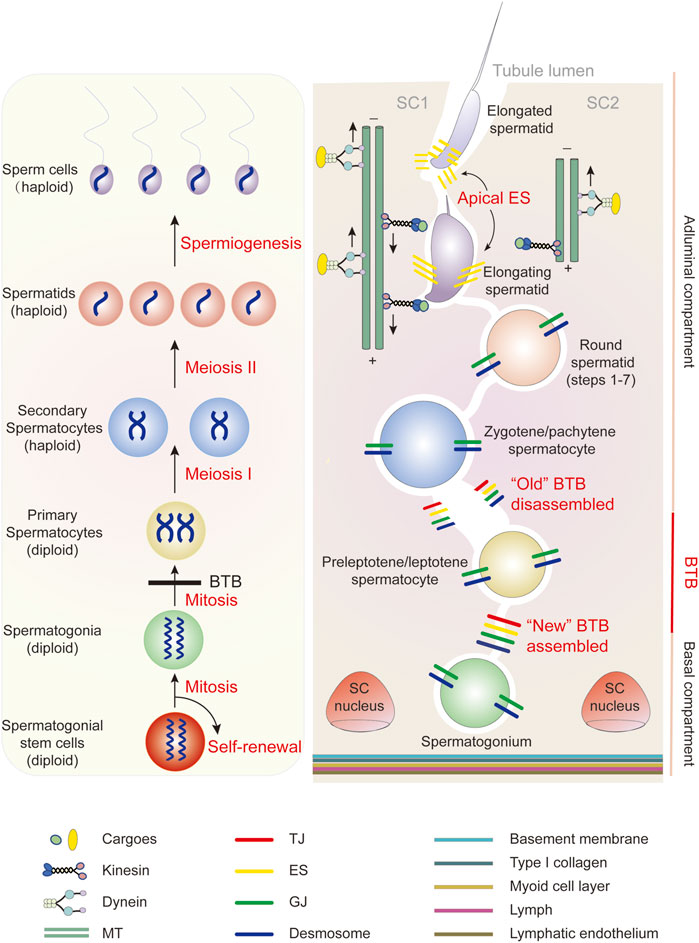 Sperm cells
(haploid)
Spermiogenesis
Spermatids
(haploid)
Meiosis II
Secondary
Spermatocytes
(haploid)
Meiosis I
Primary
Spermatocytes
(diploid)
BTB
Mitosis
Spermatogonia
(diploid)
Mitosis
Spermatogonial
stem cells
(diploid)
Self-renewal
Tubule lumen
SC1
SC2
Elongated
spermatid
Apical ES
Elongating
spermatid
−
+
−
+
Round
spermatid
(steps 1-7)
Zygotene/pachytene
spermatocyte
“Old” BTB
disassembled
Preleptotene/leptotene
spermatocyte
“New” BTB
assembled
SC
nucleus
Spermatogonium
SC
nucleus
Adluminal compartment
BTB
Basal compartment
Cargoes
Kinesin
Dynein
MT
TJ
ES
GJ
Desmosome
Basement membrane
Type I collagen
Myoid cell layer
Lymph
Lymphatic endothelium